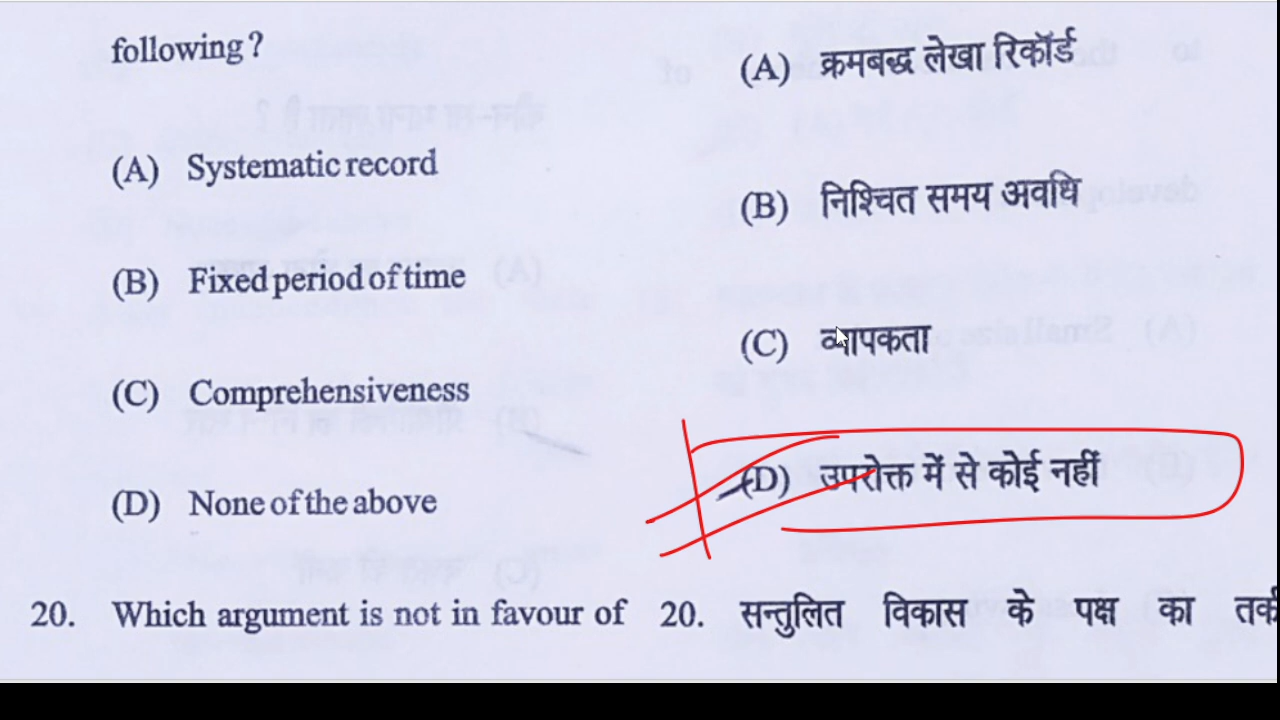 following?
(A) Systematic record
(B) Fixed period of time
(C) Comprehensiveness
(D) None of the above
20. Which argument is not in favour of
(A) क्रमबद्ध लेखा रिकॉर्ड
(B) निश्चित समय अवधि
(C) व्यापकता
(D) उपरोक्त में से कोई नहीं
20. सन्तुलित विकास के पक्ष का